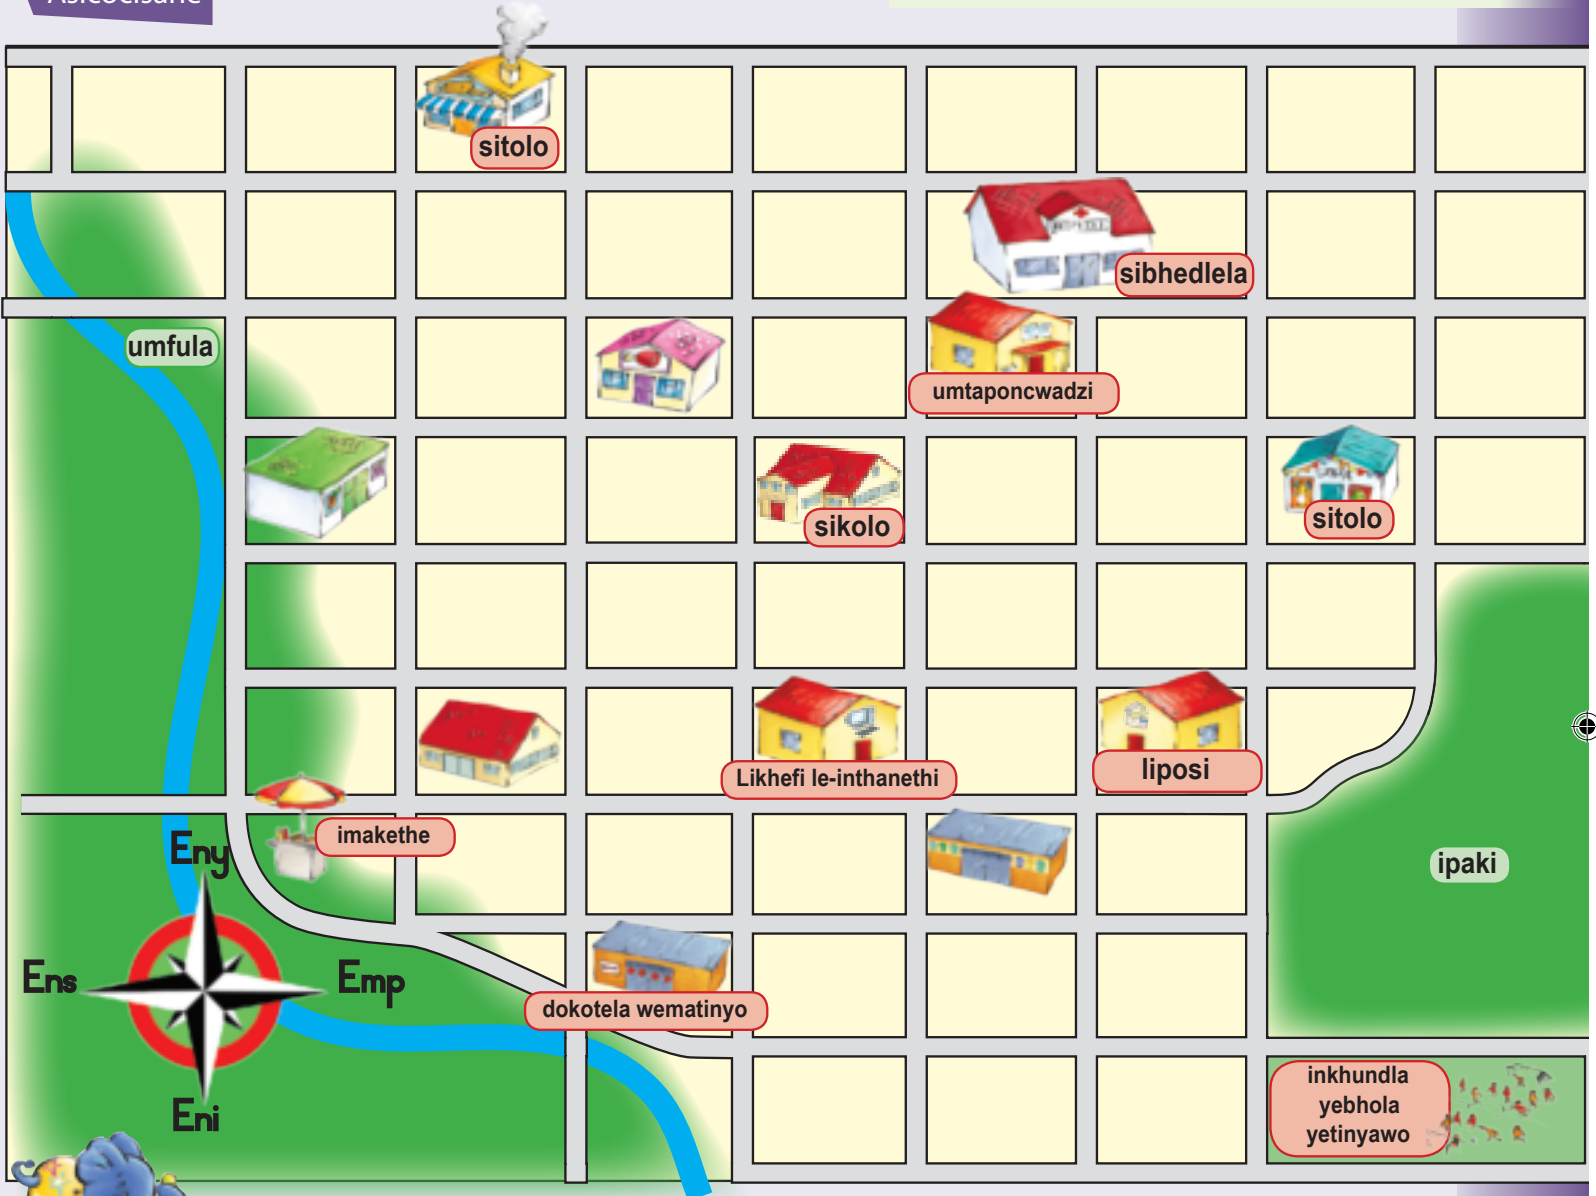 Asicocisane
sitolo
sibhedlela
umfula
umtaponcwadzi
sikolo
sitolo
Likhefi le-inthanethi
liposi
imakethe
Eny
ipaki
Ens
Emp
dokotela wematinyo
Eni
inkhundla
yebhola
yetinyawo